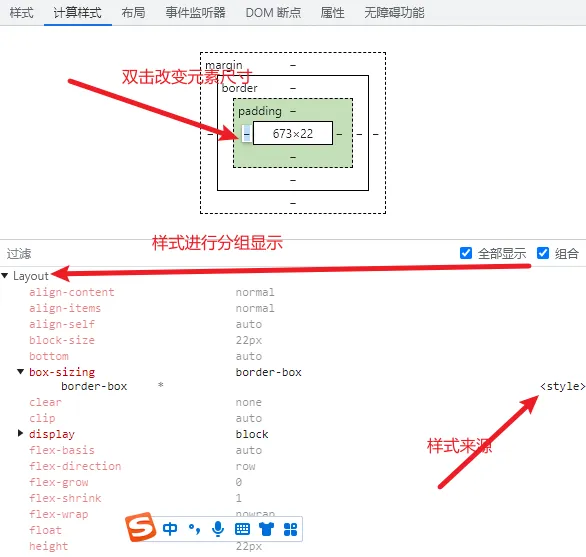 样式 计算样式 布局 事件监听器 DOM 断点 属性 无障碍功能
双击改变元素尺寸
margin –
border –
padding –
– – – 673×22 – – –
–
–
–
样式进行分组显示
过滤 全部显示 组合
Layout
align-content normal
align-items normal
align-self auto
block-size 22px
bottom auto
box-sizing border-box
border-box * <style>
clear none
clip auto
display block
样式来源
flex-basis auto
flex-direction row
flex-grow 0
flex-shrink 1
flex-wrap nowrap
float
height 22px
S 中 °,